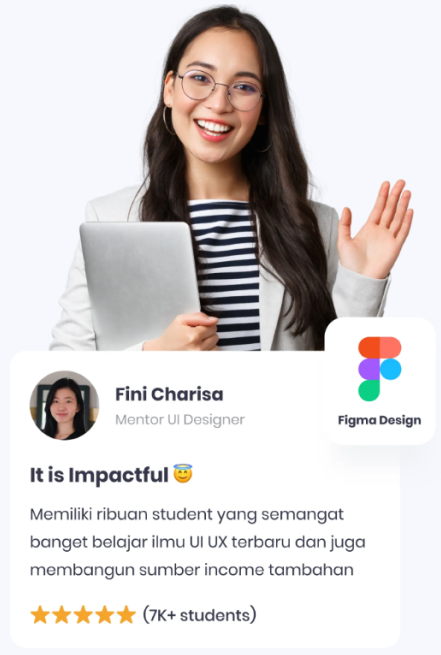 Figma Design
Fini Charisa
Mentor UI Designer
It is Impactful 😇
Memiliki ribuan student yang semangat
banget belajar ilmu UI UX terbaru dan juga
membangun sumber income tambahan
(7K+ students)